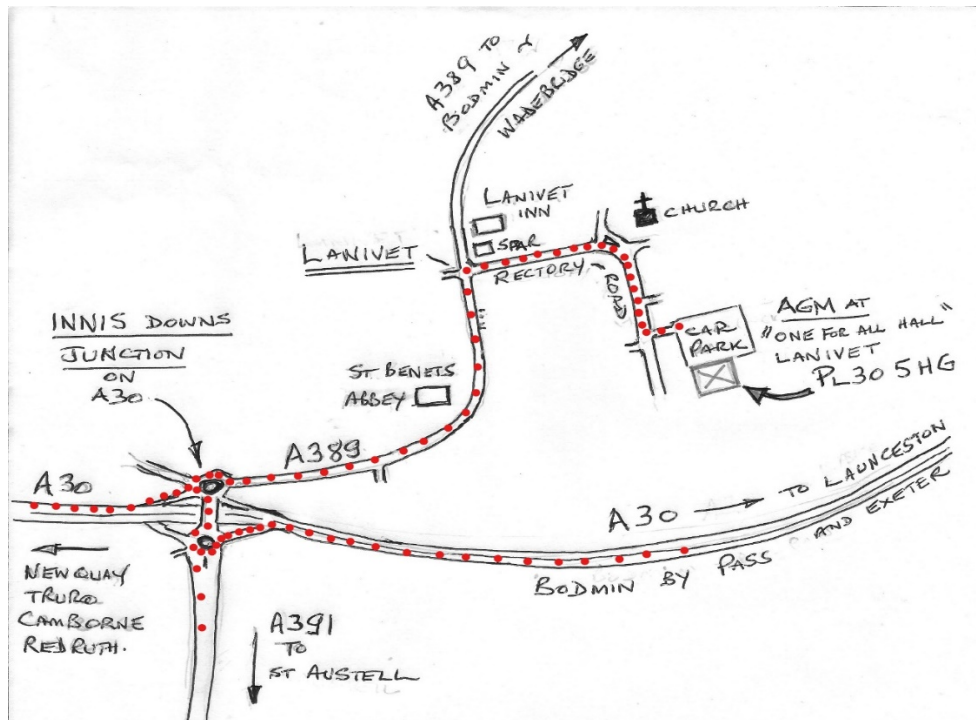 A389 TO
BODMIN &
WADEBRIDGE
LANIVET
INN
SPAR
CHURCH
LANIVET
RECTORY
ROAD
INNIS DOWNS
JUNCTION
ON
A30
CAR
PARK
AGM AT
"ONE FOR ALL HALL"
LANIVET
PL30 5HG
ST BENETS
ABBEY
A389
A30
A30 → TO LAUNCESTON
AND EXETER
BODMIN BY PASS
NEWQUAY
TRURO
CAMBORNE
REDRUTH.
A391
TO
ST AUSTELL